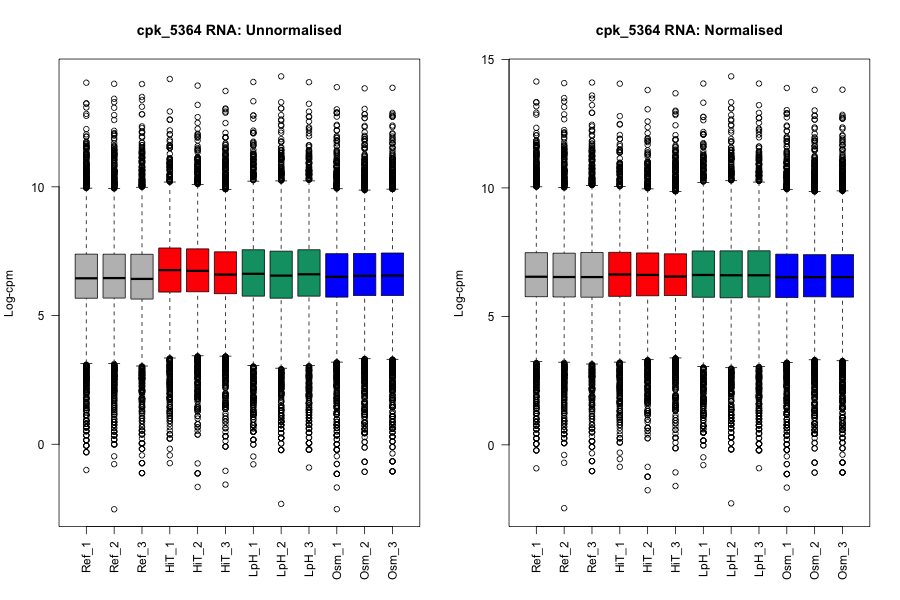 cpk_5364 RNA: Unnormalised
Log-cpm
10
5
0
Ref_1
Ref_2
Ref_3
HiT_1
HiT_2
HiT_3
LpH_1
LpH_2
LpH_3
Osm_1
Osm_2
Osm_3
cpk_5364 RNA: Normalised
Log-cpm
15
10
5
0
Ref_1
Ref_2
Ref_3
HiT_1
HiT_2
HiT_3
LpH_1
LpH_2
LpH_3
Osm_1
Osm_2
Osm_3